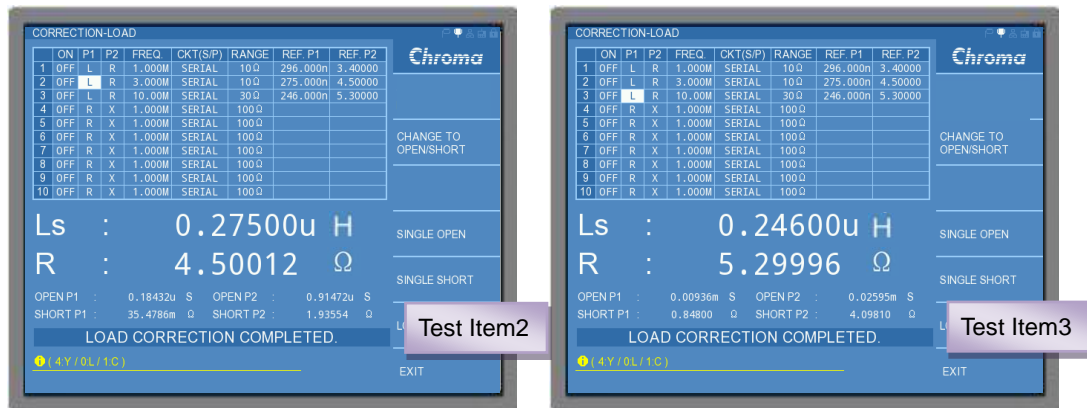 CORRECTION-LOAD
Chroma
ON P1 P2 FREQ. CKT(S/P) RANGE REF. P1 REF. P2
1 OFF L R 1.000M SERIAL 10Ω 296.000n 3.40000
2 OFF L R 3.000M SERIAL 10Ω 275.000n 4.50000
3 OFF L R 10.00M SERIAL 30Ω 246.000n 5.30000
4 OFF R X 1.000M SERIAL 100Ω
5 OFF R X 1.000M SERIAL 100Ω
6 OFF R X 1.000M SERIAL 100Ω
7 OFF R X 1.000M SERIAL 100Ω
8 OFF R X 1.000M SERIAL 100Ω
9 OFF R X 1.000M SERIAL 100Ω
10 OFF R X 1.000M SERIAL 100Ω
CHANGE TO
OPEN/SHORT
Ls : 0.27500u H
SINGLE OPEN
R : 4.50012 Ω
SINGLE SHORT
OPEN P1 : 0.18432u S OPEN P2 : 0.91472u S
SHORT P1 : 35.4786m Ω SHORT P2 : 1.93554 Ω
Test Item2
LOAD CORRECTION COMPLETED.
( 4:Y / 0:L / 1:C )
EXIT
CORRECTION-LOAD
Chroma
ON P1 P2 FREQ. CKT(S/P) RANGE REF. P1 REF. P2
1 OFF L R 1.000M SERIAL 10Ω 296.000n 3.40000
2 OFF L R 3.000M SERIAL 10Ω 275.000n 4.50000
3 OFF L R 10.00M SERIAL 30Ω 246.000n 5.30000
4 OFF R X 1.000M SERIAL 100Ω
5 OFF R X 1.000M SERIAL 100Ω
6 OFF R X 1.000M SERIAL 100Ω
7 OFF R X 1.000M SERIAL 100Ω
8 OFF R X 1.000M SERIAL 100Ω
9 OFF R X 1.000M SERIAL 100Ω
10 OFF R X 1.000M SERIAL 100Ω
CHANGE TO
OPEN/SHORT
Ls : 0.24600u H
SINGLE OPEN
R : 5.29996 Ω
SINGLE SHORT
OPEN P1 : 0.00936m S OPEN P2 : 0.02595m S
SHORT P1 : 0.84800 Ω SHORT P2 : 4.09810 Ω
Test Item3
LOAD CORRECTION COMPLETED.
( 4:Y / 0:L / 1:C )
EXIT